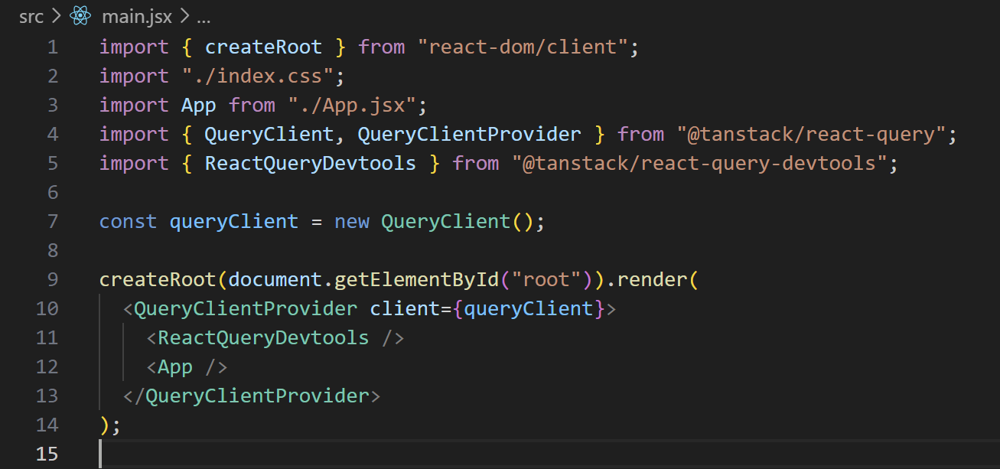 src > main.jsx > ...
1 import { createRoot } from "react-dom/client";
2 import "./index.css";
3 import App from "./App.jsx";
4 import { QueryClient, QueryClientProvider } from "@tanstack/react-query";
5 import { ReactQueryDevtools } from "@tanstack/react-query-devtools";
6
7 const queryClient = new QueryClient();
8
9 createRoot(document.getElementById("root")).render(
10   <QueryClientProvider client={queryClient}>
11     <ReactQueryDevtools />
12     <App />
13   </QueryClientProvider>
14 );
15